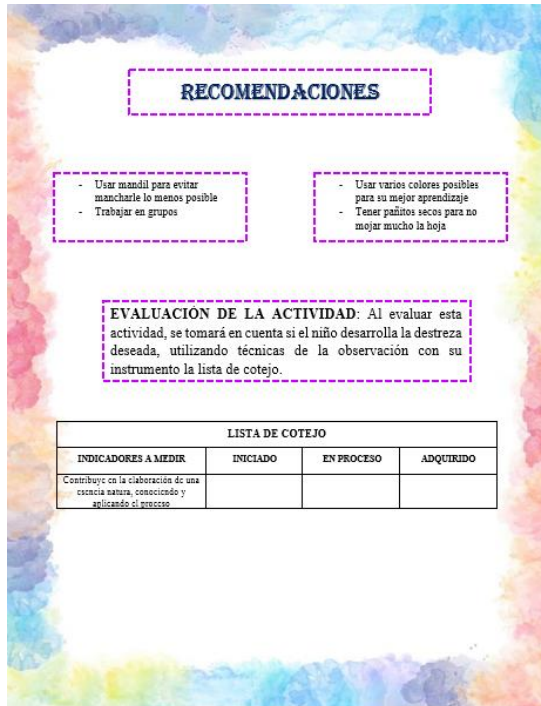 RECOMENDACIONES
- Usar mandil para evitar
mancharle lo menos posible
- Trabajar en grupos
- Usar varios colores posibles
para su mejor aprendizaje
- Tener pañitos secos para no
mojar mucho la hoja
EVALUACIÓN DE LA ACTIVIDAD: Al evaluar esta
actividad, se tomará en cuenta si el niño desarrolla la destreza
deseada, utilizando técnicas de la observación con su
instrumento la lista de cotejo.
LISTA DE COTEJO
INDICADORES A MEDIR INICIADO EN PROCESO ADQUIRIDO
Contribuye en la elaboración de una
esencia natura, conociendo y
aplicando el proceso